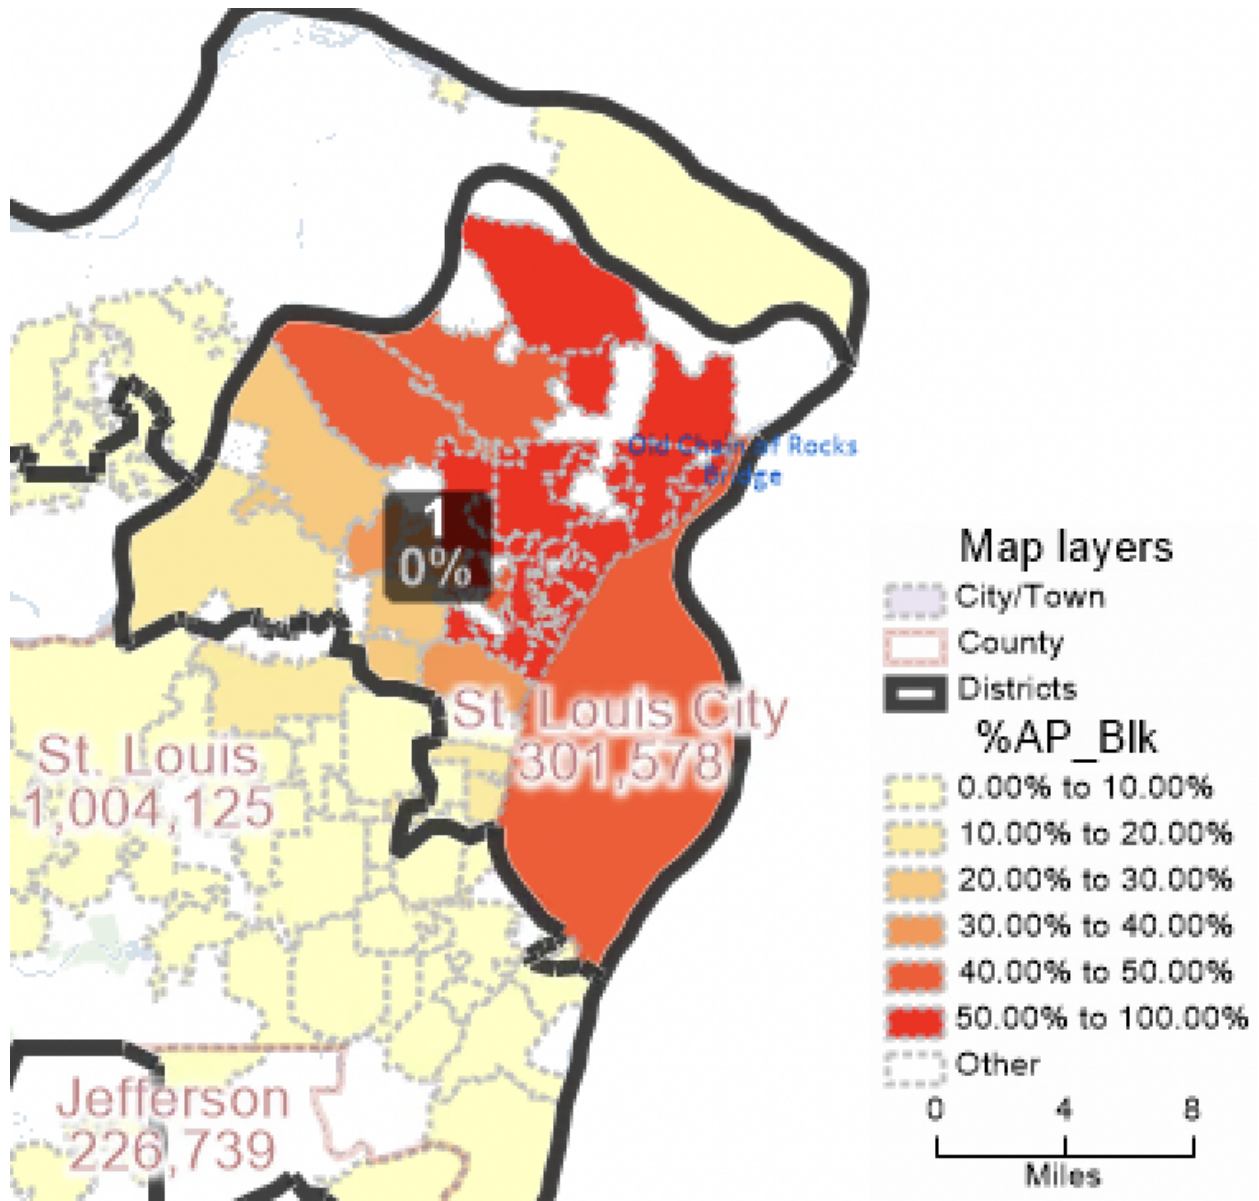 Old Chain of Rocks
Bridge
1
0%
St. Louis City
301,578
St. Louis
1,004,125
Jefferson
226,739
Map layers
City/Town
County
Districts
%AP_Blk
0.00% to 10.00%
10.00% to 20.00%
20.00% to 30.00%
30.00% to 40.00%
40.00% to 50.00%
50.00% to 100.00%
Other
0 4 8
Miles